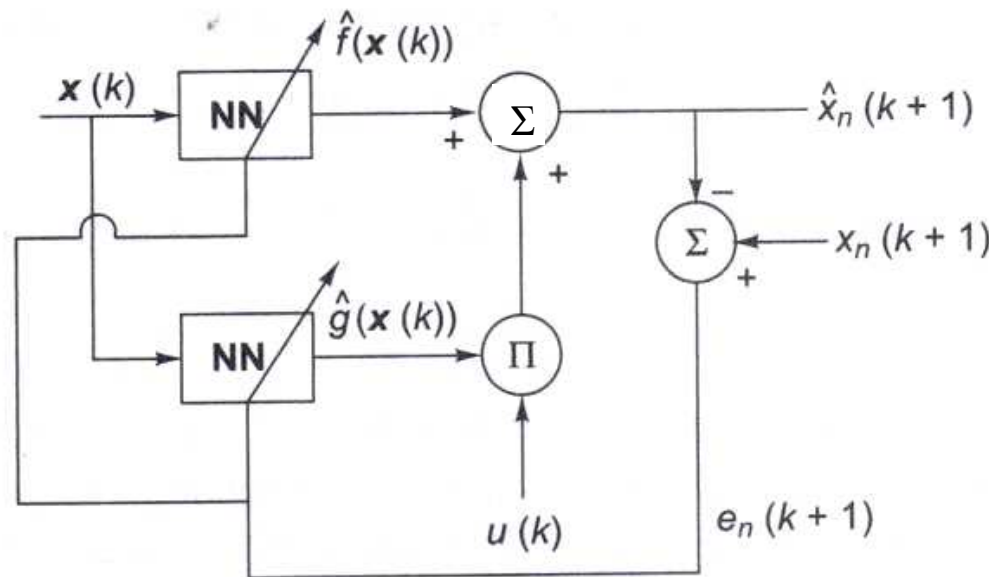 f̂(x (k))
x (k)
NN
Σ
x̂ₙ (k + 1)
+
+
−
Σ
xₙ (k + 1)
+
ĝ(x (k))
NN
Π
u (k)
eₙ (k + 1)